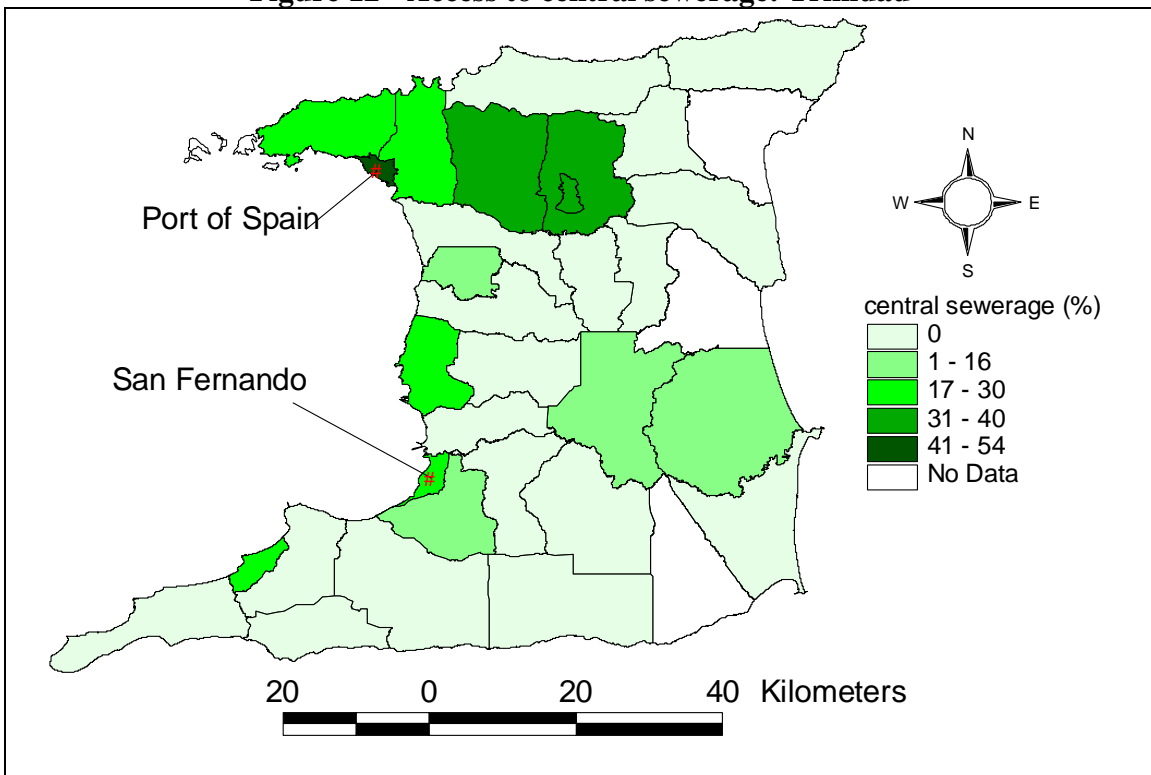 N
W E
S
Port of Spain
#
central sewerage (%)
0
1 - 16
17 - 30
31 - 40
41 - 54
No Data
San Fernando
#
20 0 20 40 Kilometers